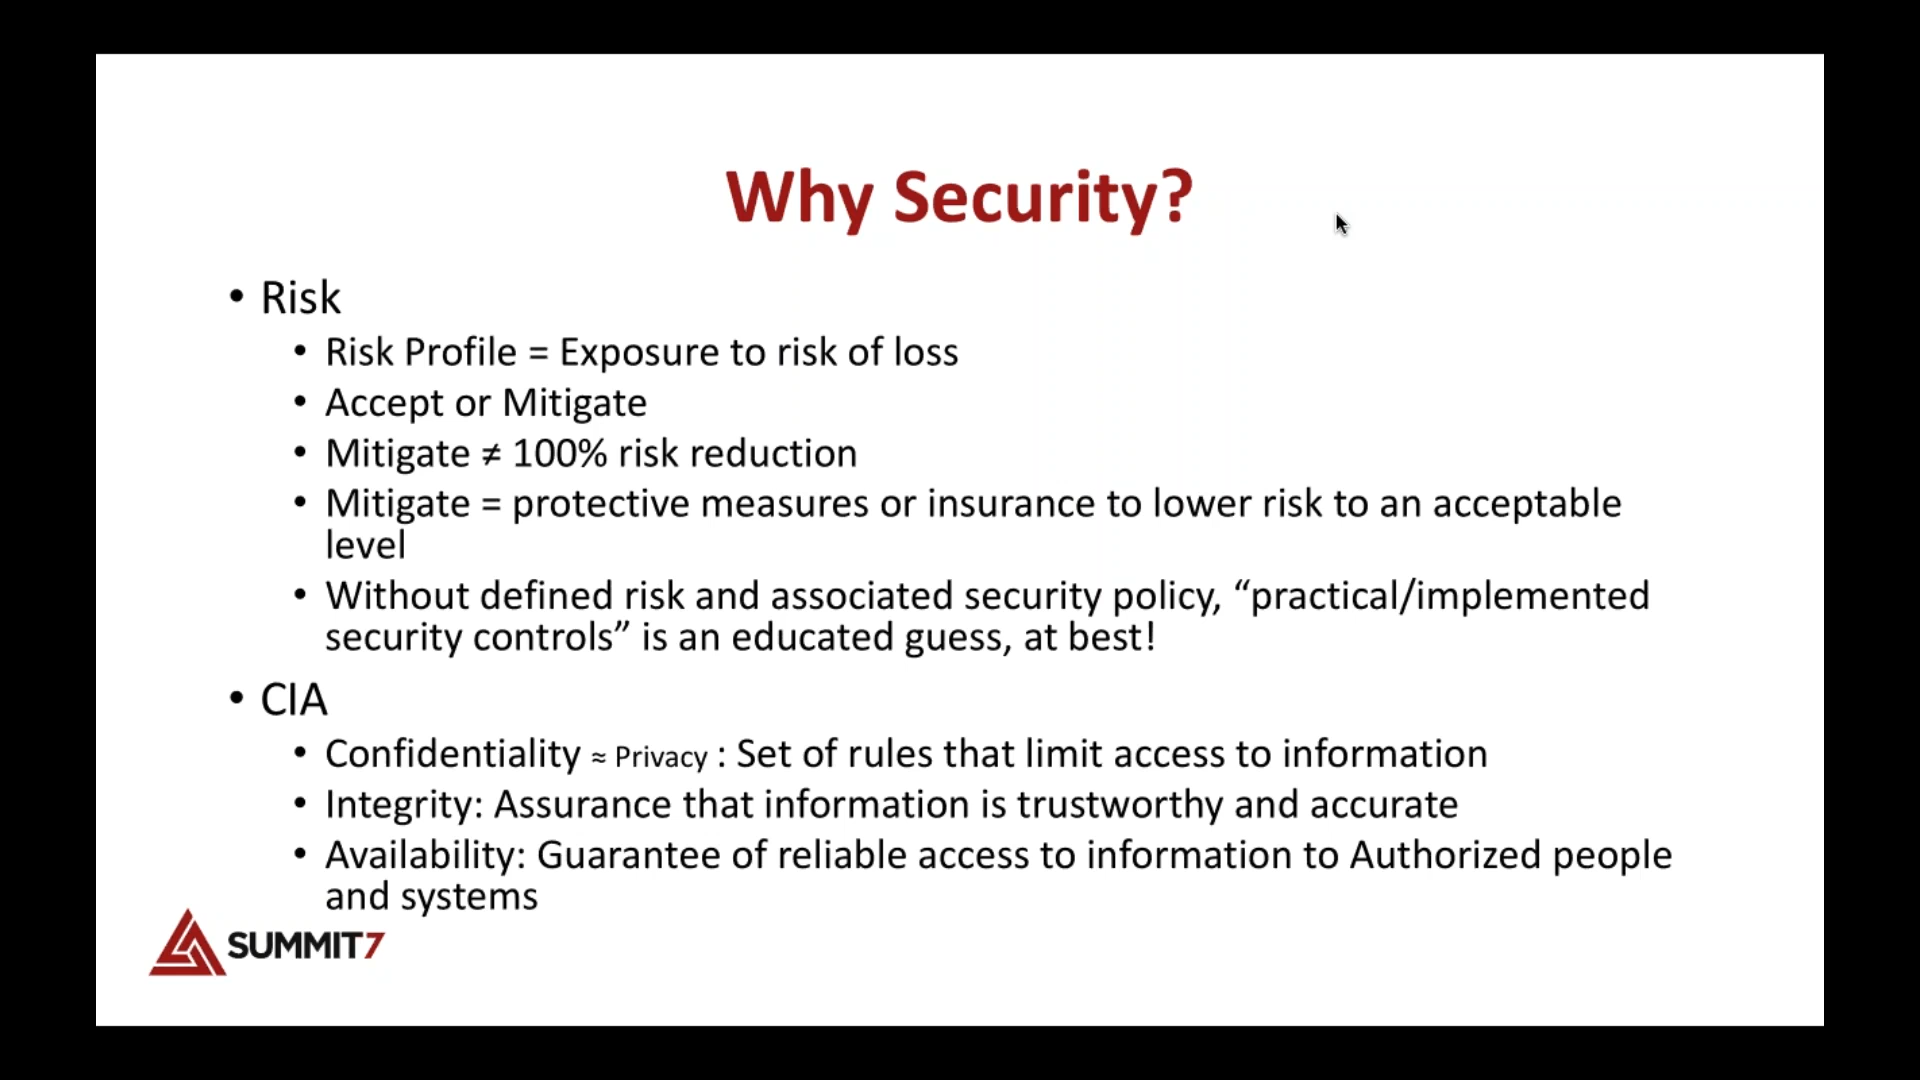 Why Security?
• Risk
• Risk Profile = Exposure to risk of loss
• Accept or Mitigate
• Mitigate ≠ 100% risk reduction
• Mitigate = protective measures or insurance to lower risk to an acceptable
level
• Without defined risk and associated security policy, “practical/implemented
security controls” is an educated guess, at best!
• CIA
• Confidentiality ≈ Privacy : Set of rules that limit access to information
• Integrity: Assurance that information is trustworthy and accurate
• Availability: Guarantee of reliable access to information to Authorized people
and systems
SUMMIT7